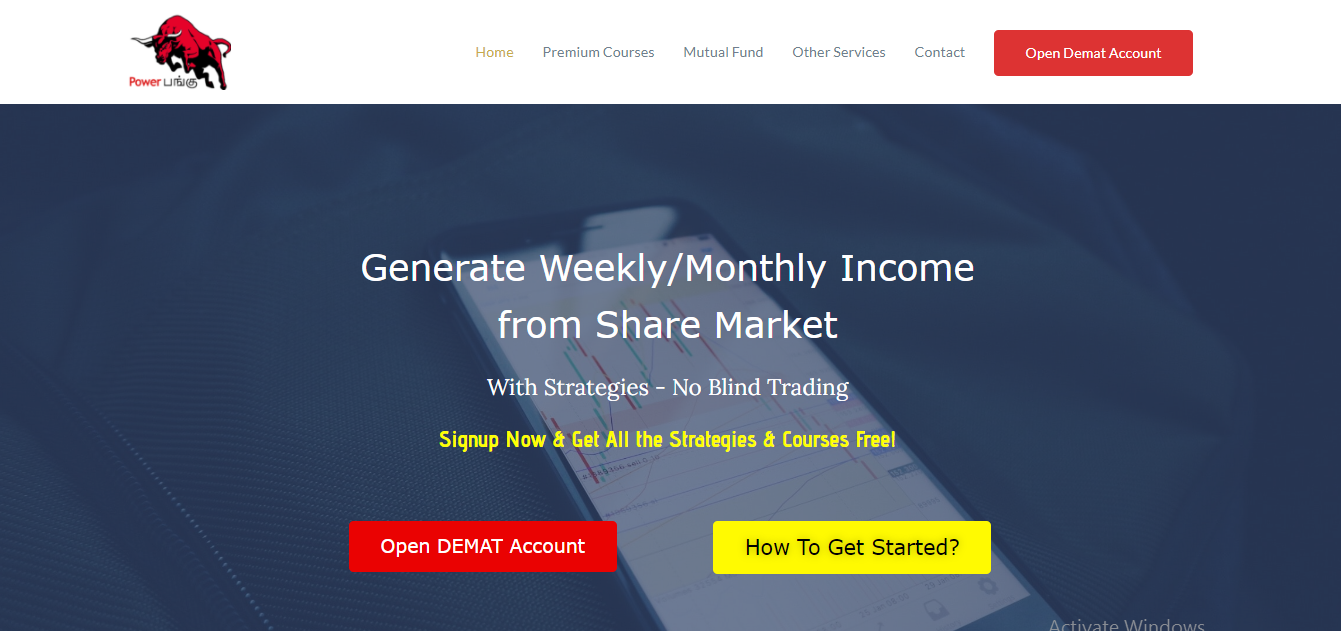 Power பங்கு
Home
Premium Courses
Mutual Fund
Other Services
Contact
Open Demat Account
Generate Weekly/Monthly Income
from Share Market
With Strategies - No Blind Trading
Signup Now & Get All the Strategies & Courses Free!
Open DEMAT Account
How To Get Started?
Activate Windows